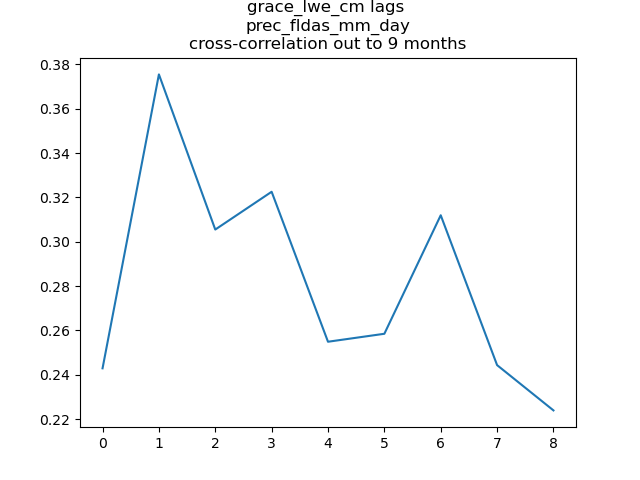 grace_lwe_cm lags
prec_fldas_mm_day
cross-correlation out to 9 months
0.38
0.36
0.34
0.32
0.30
0.28
0.26
0.24
0.22
0 1 2 3 4 5 6 7 8